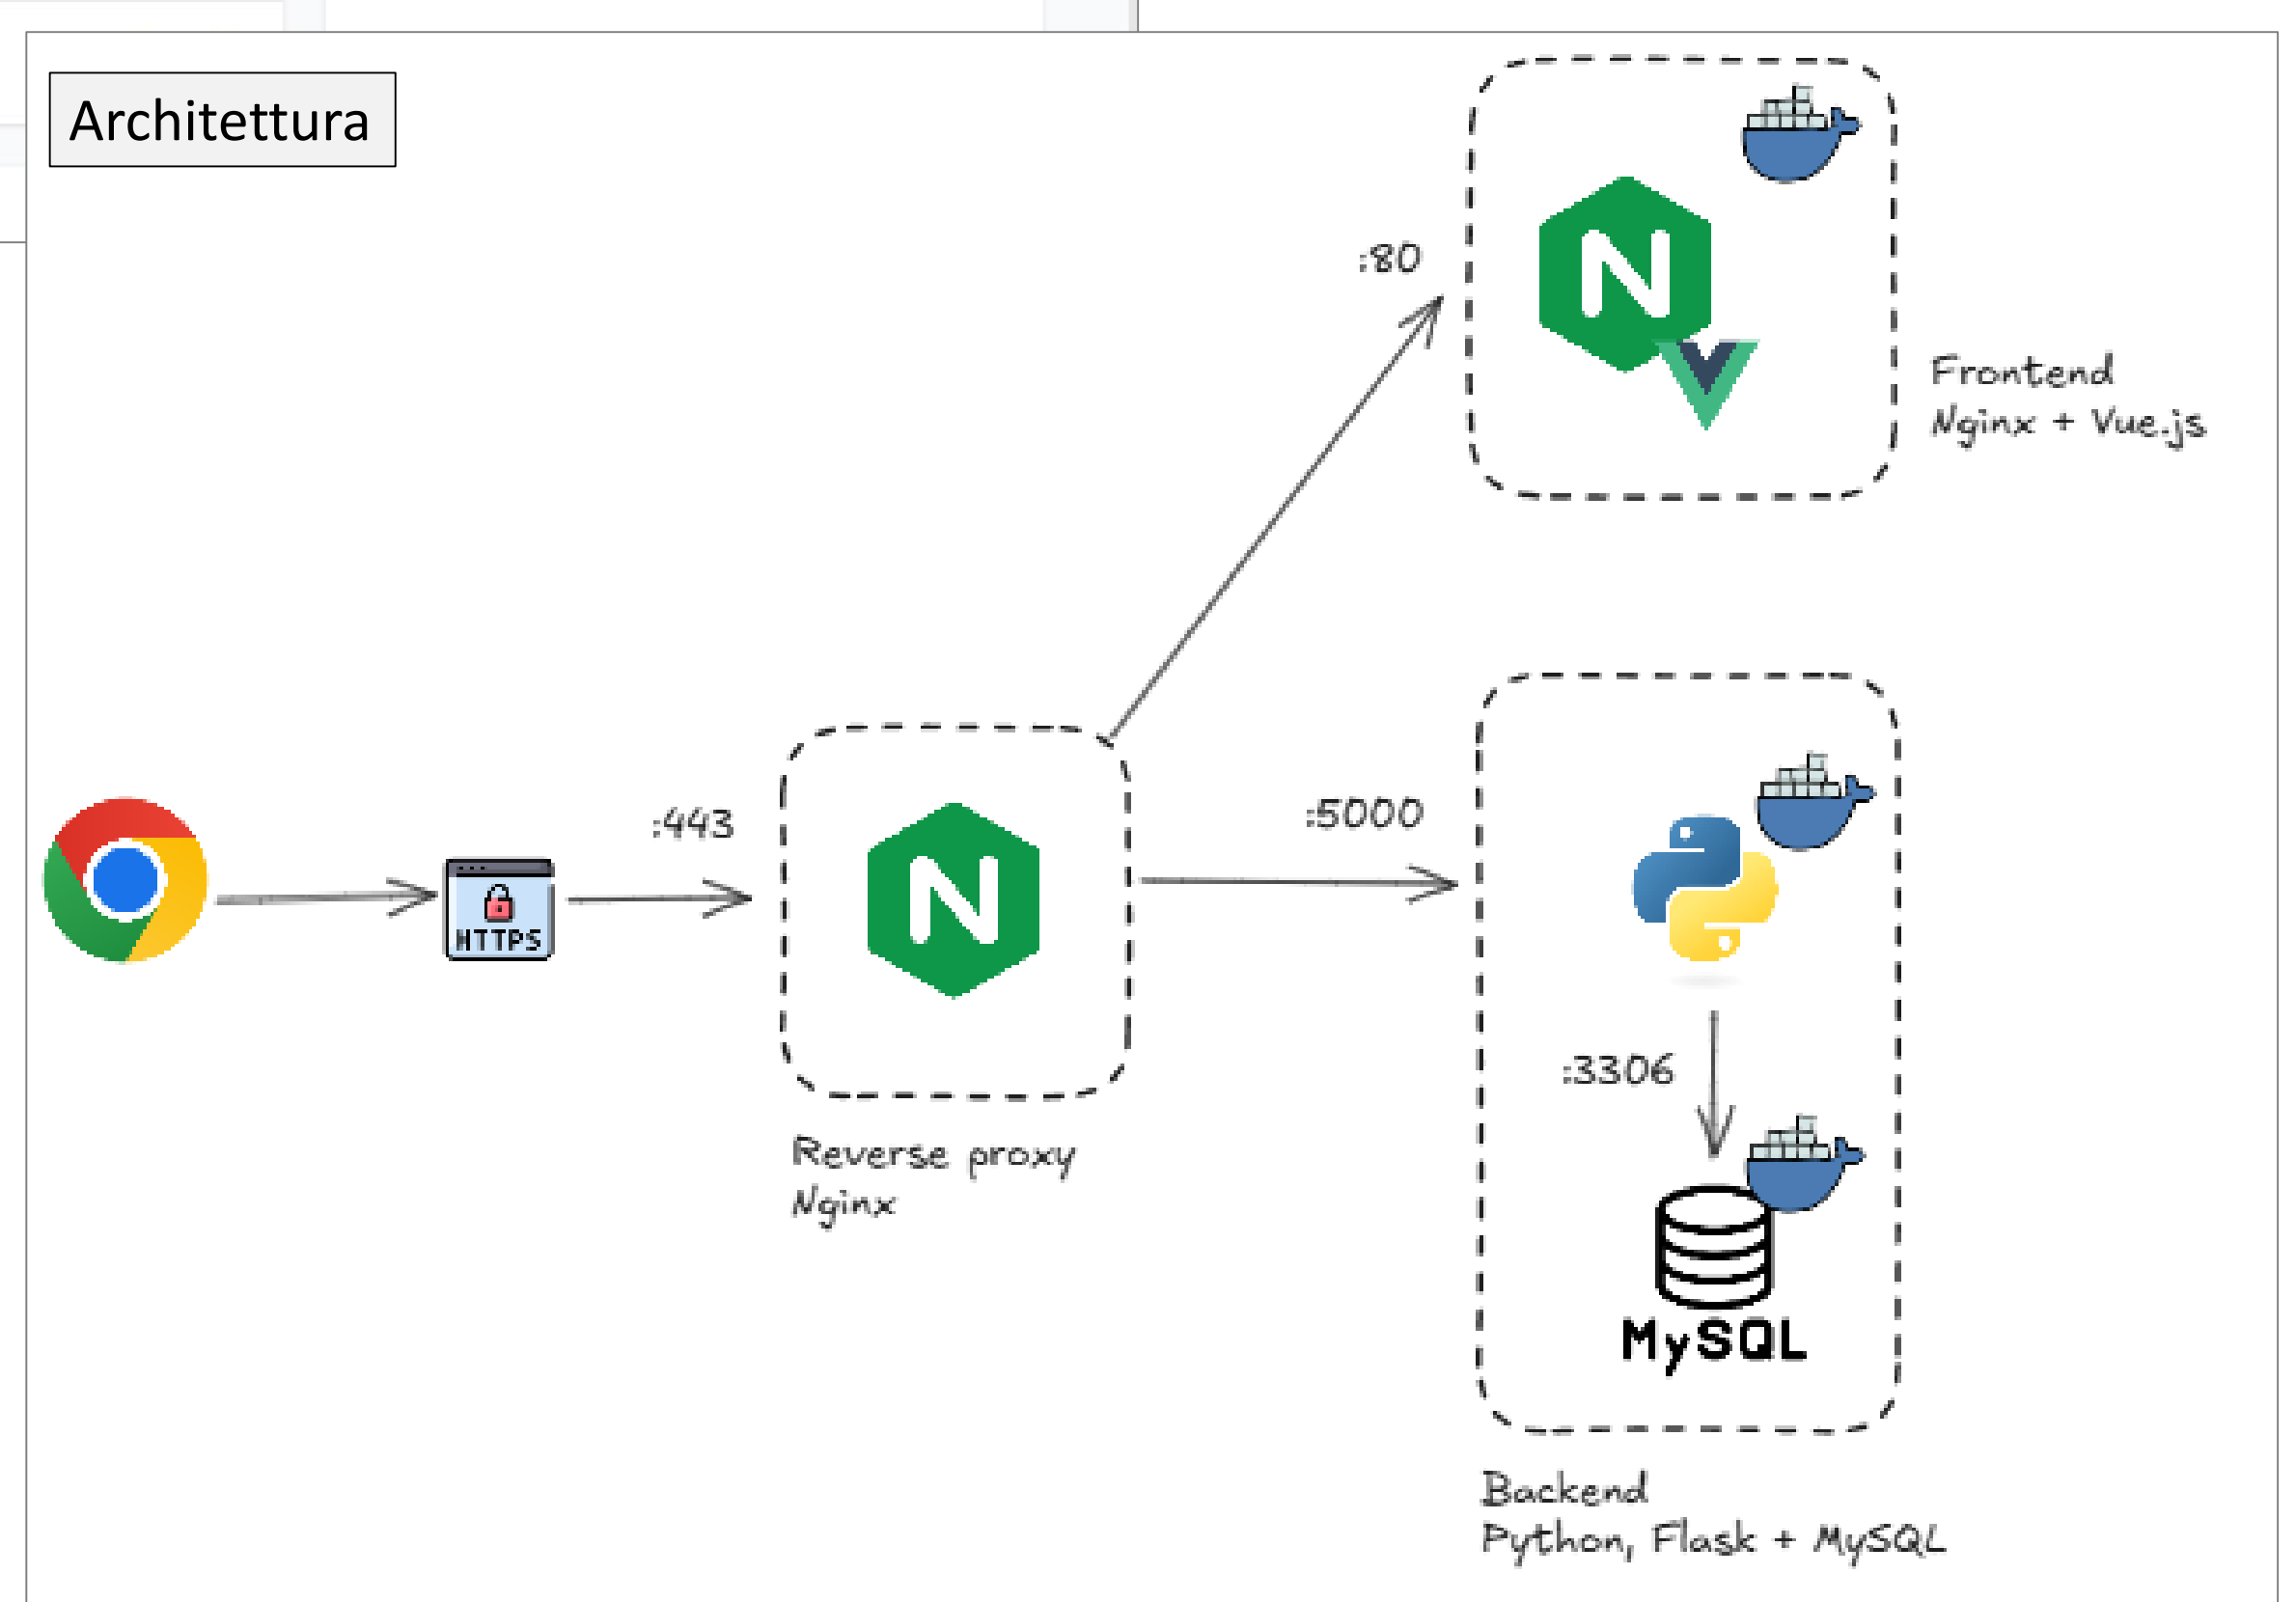 Architettura
:80
Frontend
Nginx + Vue.js
:443
HTTPS
:5000
Reverse proxy
Nginx
:3306
MySQL
Backend
Python, Flask + MySQL